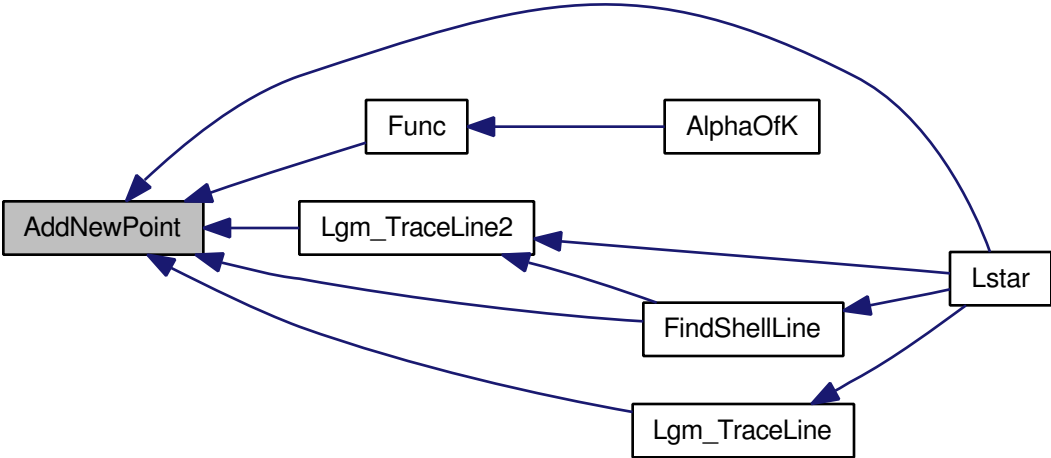 Func
AlphaOfK
AddNewPoint
Lgm_TraceLine2
Lstar
FindShellLine
Lgm_TraceLine